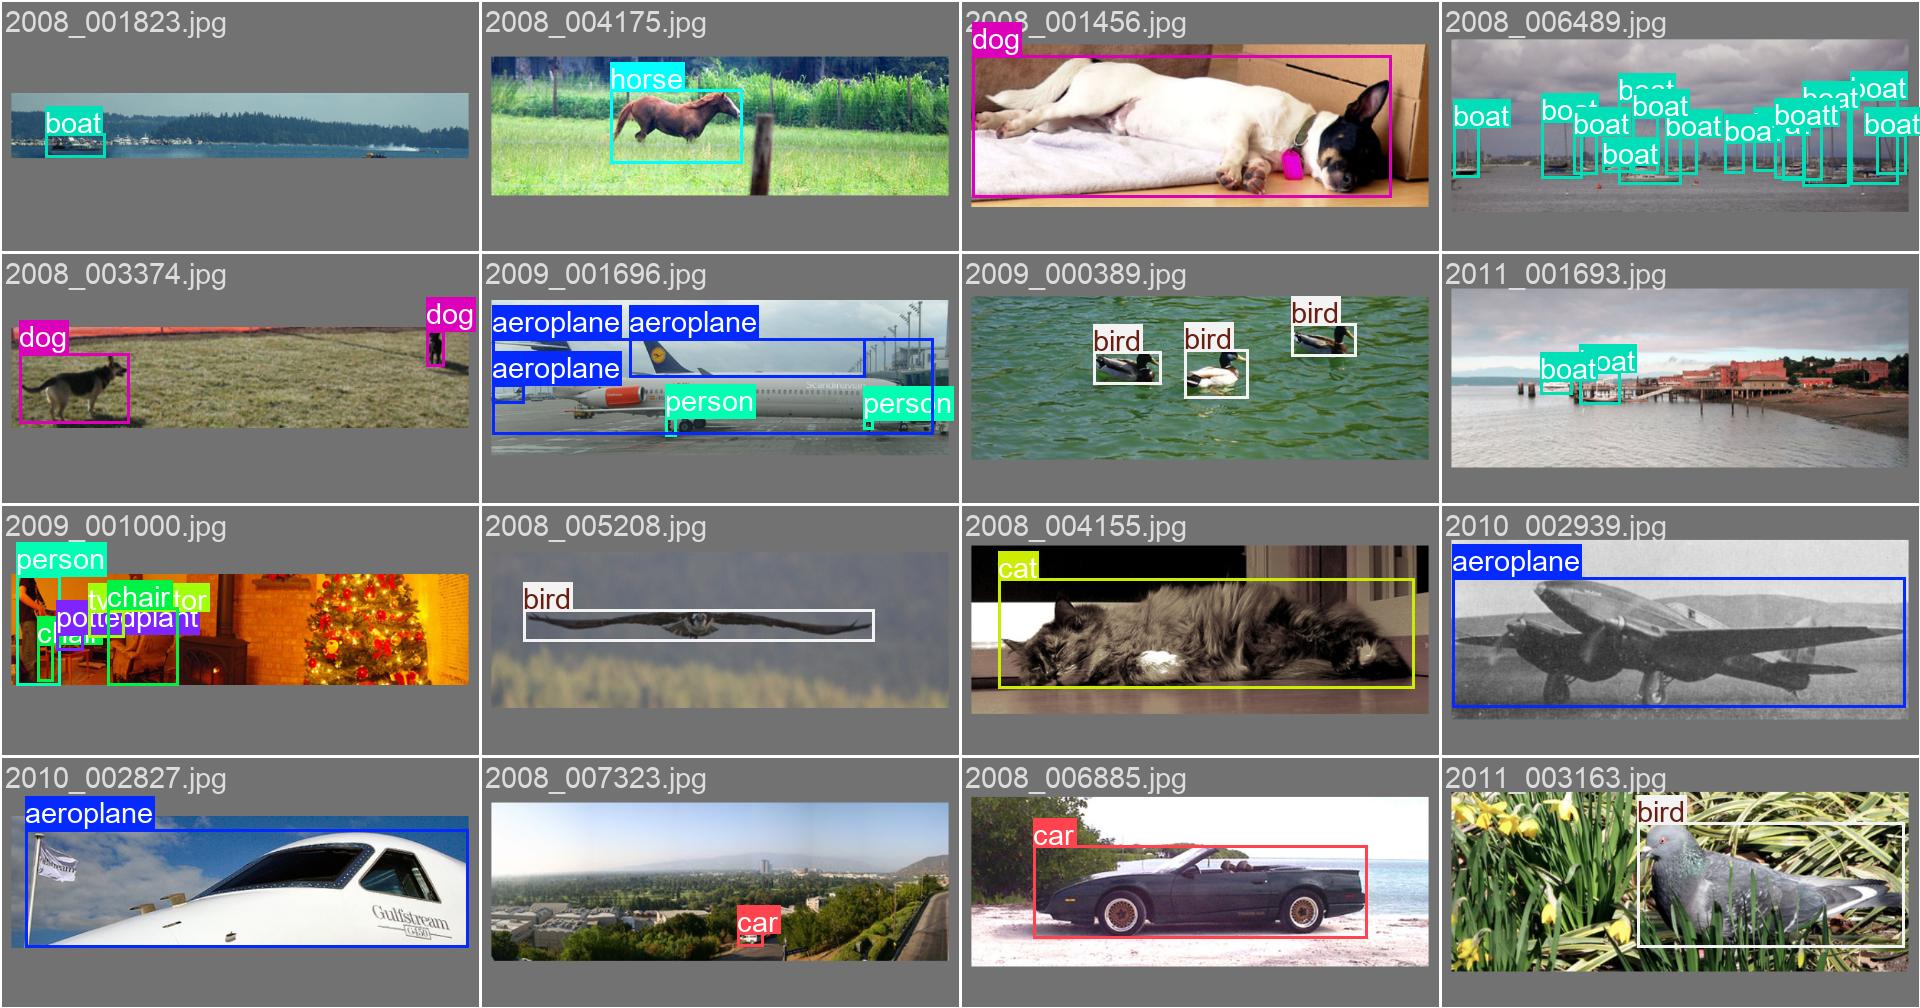 2008_001823.jpg
boat
2008_004175.jpg
horse
2008_001456.jpg
dog
2008_006489.jpg
boat
boat
boat
boat
boat
boat
boat
boat
boat
2008_003374.jpg
dog
dog
2009_001696.jpg
aeroplane
aeroplane
aeroplane
person
person
Scandinavian
2009_000389.jpg
bird
bird
bird
2011_001693.jpg
boat
boat
2009_001000.jpg
person
chair
pottedplant
chair
2008_005208.jpg
bird
2008_004155.jpg
cat
2010_002939.jpg
aeroplane
2010_002827.jpg
aeroplane
Gulfstream
G450
2008_007323.jpg
car
2008_006885.jpg
car
2011_003163.jpg
bird